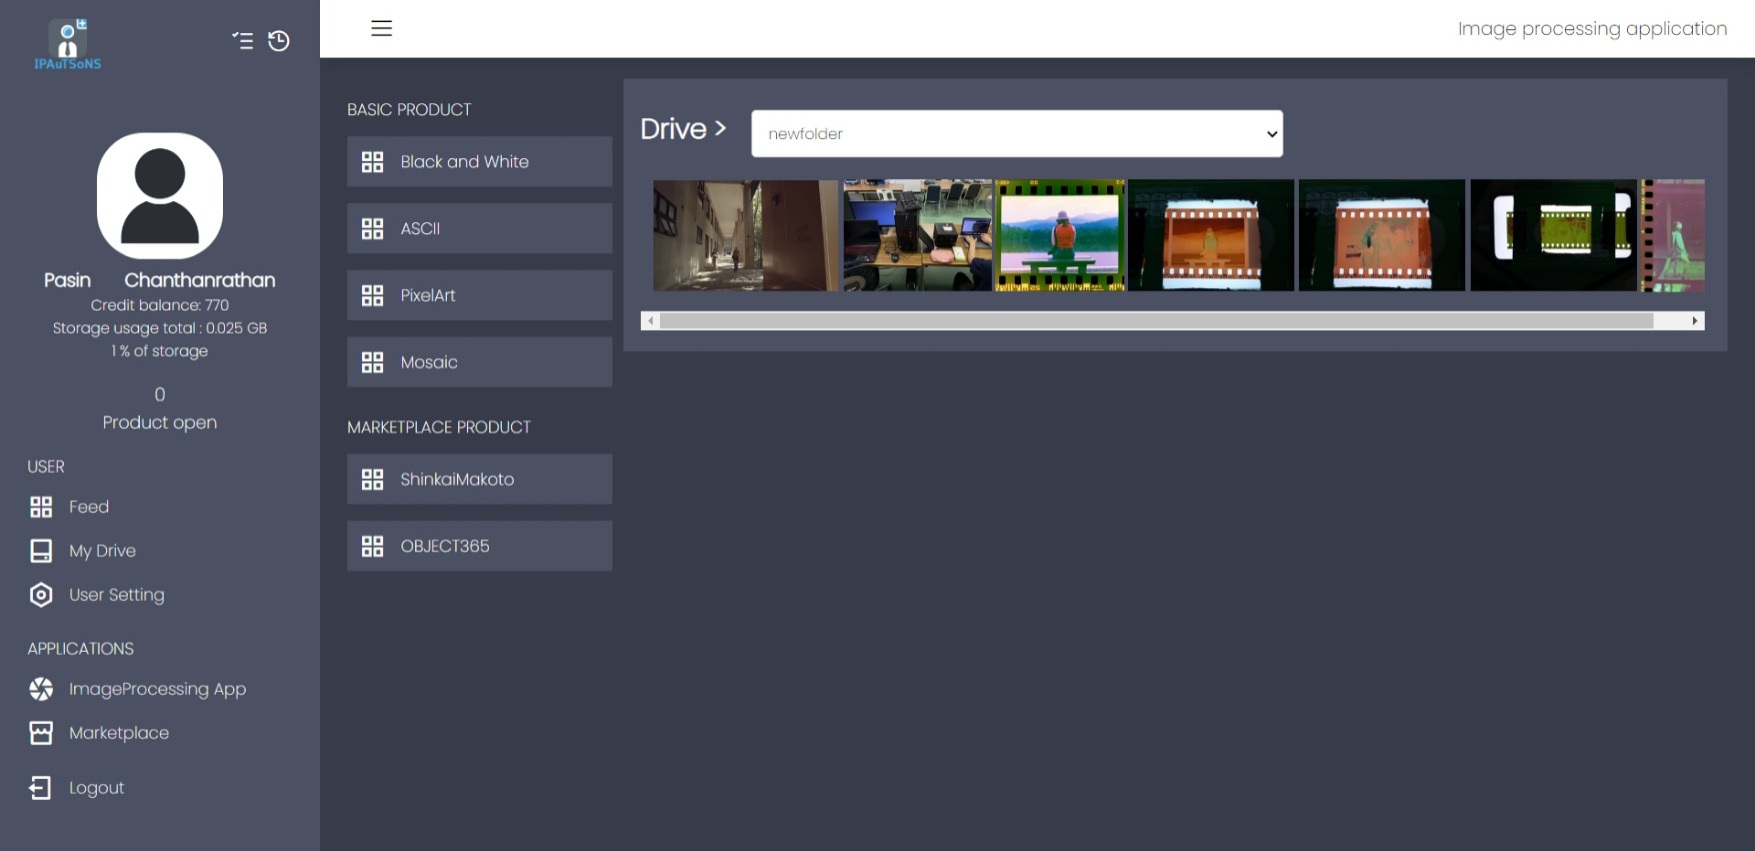 IPAuTSoNS
Pasin Chanthanrathan
Credit balance: 770
Storage usage total : 0.025 GB
1 % of storage
0
Product open
USER
Feed
My Drive
User Setting
APPLICATIONS
ImageProcessing App
Marketplace
Logout
Image processing application
BASIC PRODUCT
Black and White
ASCII
PixelArt
Mosaic
MARKETPLACE PRODUCT
ShinkaiMakoto
OBJECT365
Drive >
newfolder